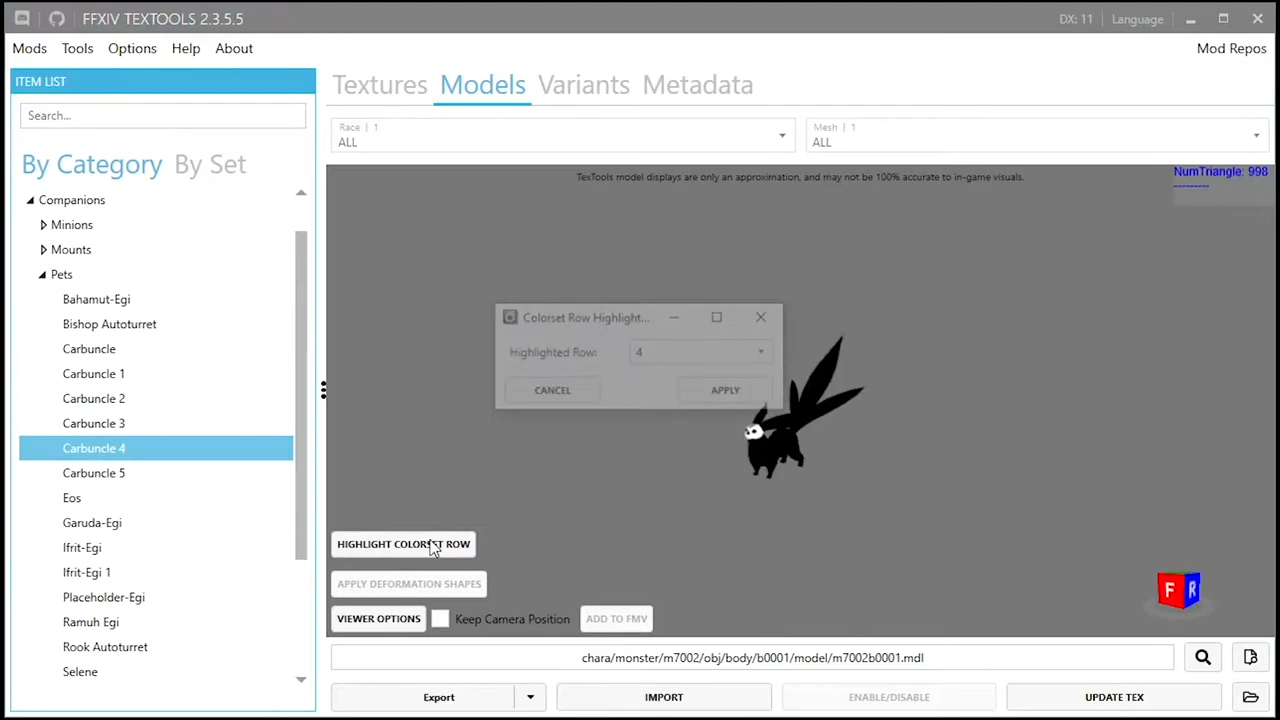 FFXIV TEXTOOLS 2.3.5.5
DX: 11
Language
Mods
Tools
Options
Help
About
Mod Repos
ITEM LIST
Search...
By Category
By Set
Companions
Minions
Mounts
Pets
Bahamut-Egi
Bishop Autoturret
Carbuncle
Carbuncle 1
Carbuncle 2
Carbuncle 3
Carbuncle 4
Carbuncle 5
Eos
Garuda-Egi
Ifrit-Egi
Ifrit-Egi 1
Placeholder-Egi
Ramuh Egi
Rook Autoturret
Selene
Textures
Models
Variants
Metadata
Race | 1
ALL
Mesh | 1
ALL
TexTools model displays are only an approximation, and may not be 100% accurate to in-game visuals.
NumTriangle: 998
---------
Colorset Row Highlight...
Highlighted Row:
4
CANCEL
APPLY
HIGHLIGHT COLORSET ROW
APPLY DEFORMATION SHAPES
VIEWER OPTIONS
Keep Camera Position
ADD TO FMV
F
R
chara/monster/m7002/obj/body/b0001/model/m7002b0001.mdl
Export
IMPORT
ENABLE/DISABLE
UPDATE TEX